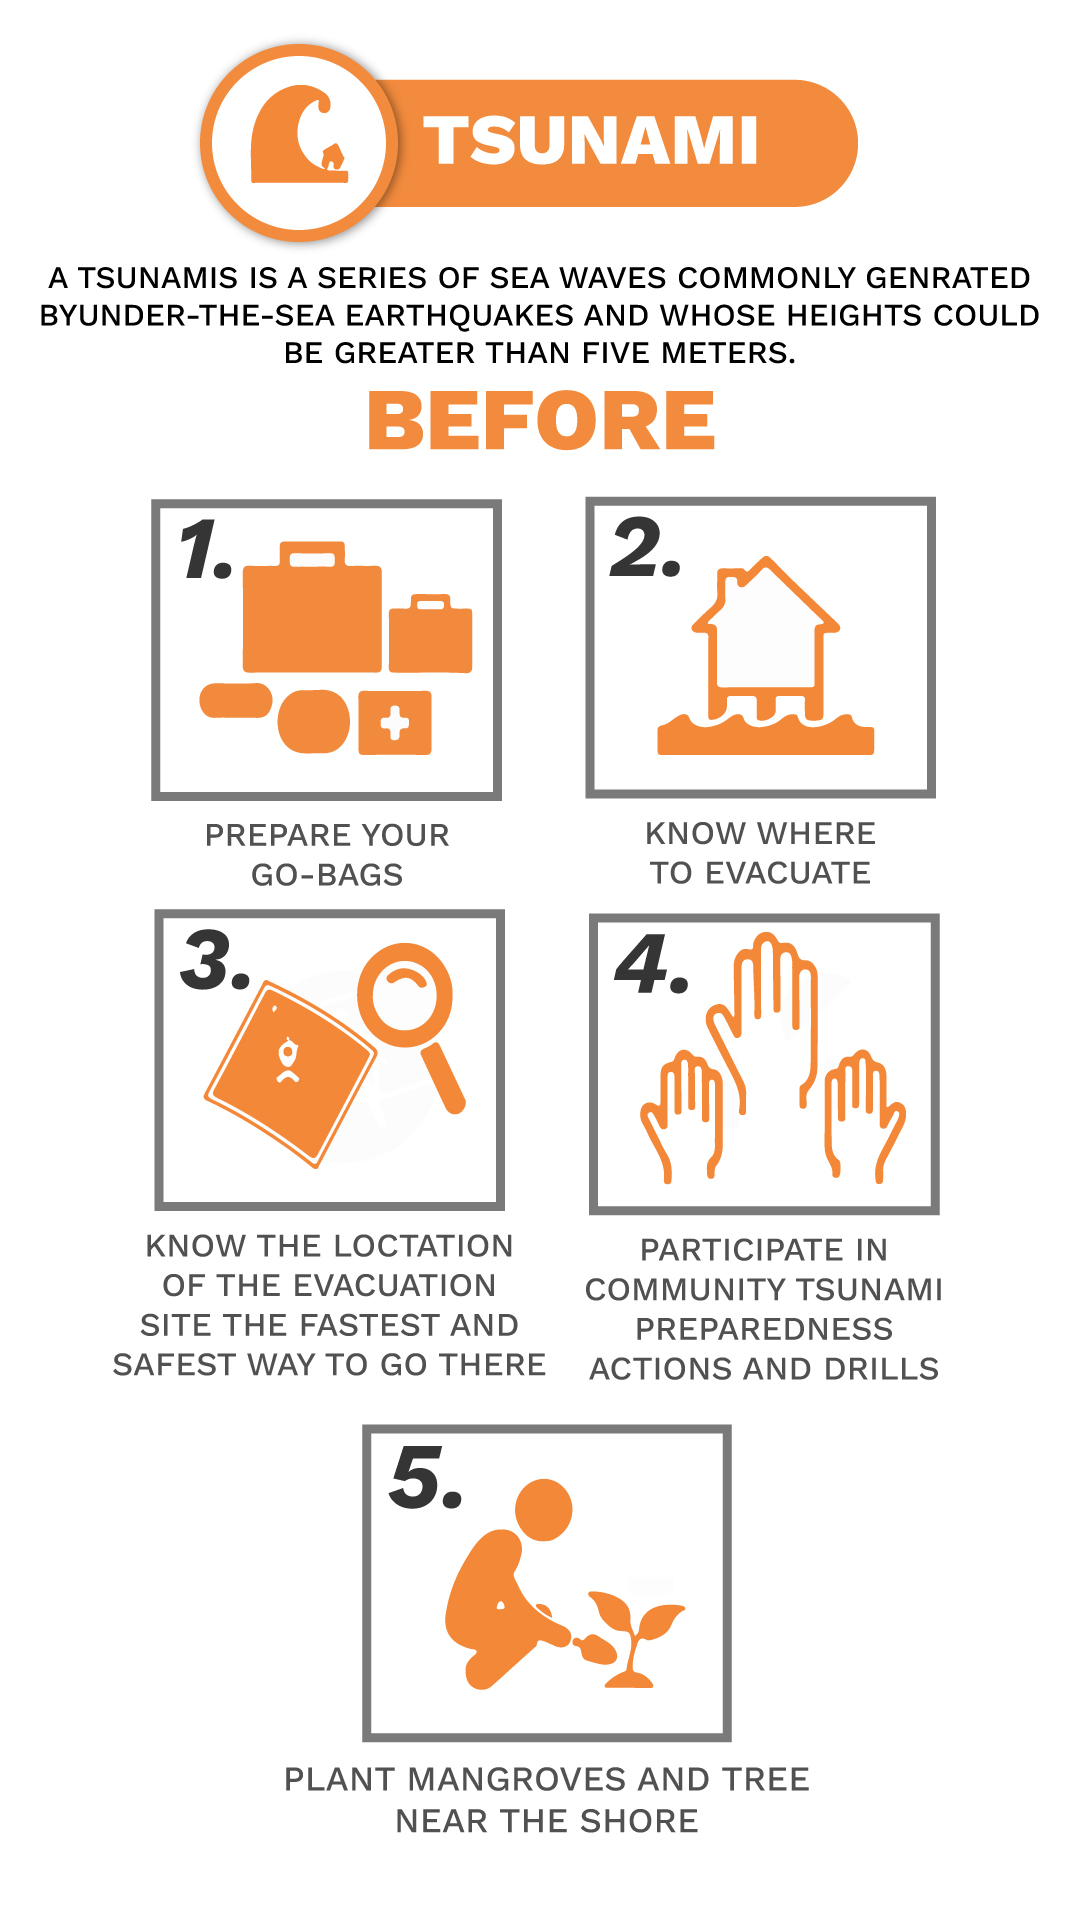 TSUNAMI
A TSUNAMIS IS A SERIES OF SEA WAVES COMMONLY GENRATED
BYUNDER-THE-SEA EARTHQUAKES AND WHOSE HEIGHTS COULD
BE GREATER THAN FIVE METERS.
BEFORE
1.
PREPARE YOUR
GO-BAGS
2.
KNOW WHERE
TO EVACUATE
3.
KNOW THE LOCTATION
OF THE EVACUATION
SITE THE FASTEST AND
SAFEST WAY TO GO THERE
4.
PARTICIPATE IN
COMMUNITY TSUNAMI
PREPAREDNESS
ACTIONS AND DRILLS
5.
PLANT MANGROVES AND TREE
NEAR THE SHORE